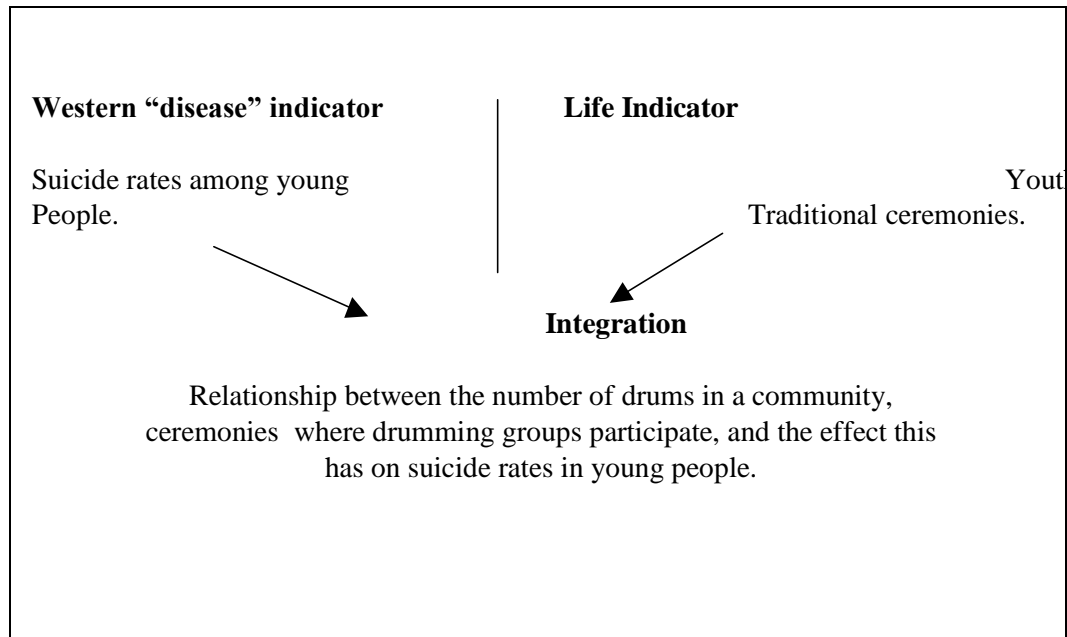 Western “disease” indicator
Life Indicator
Suicide rates among young
People.
Traditional ceremonies.
Integration
Relationship between the number of drums in a community,
ceremonies where drumming groups participate, and the effect this
has on suicide rates in young people.